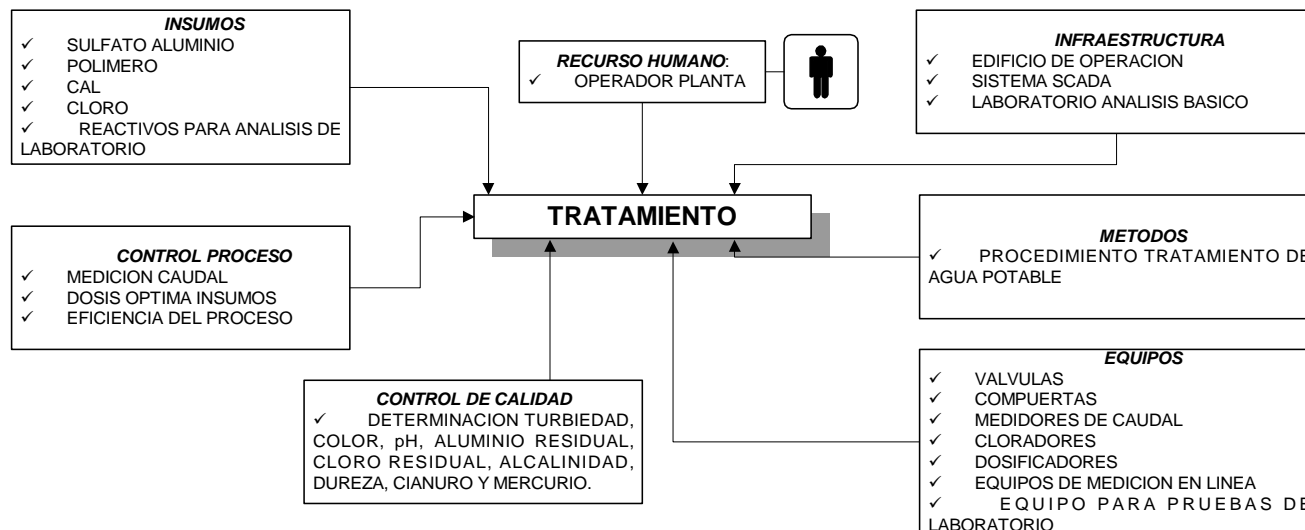 INSUMOS
✓ SULFATO ALUMINIO
✓ POLIMERO
✓ CAL
✓ CLORO
✓ REACTIVOS PARA ANALISIS DE
LABORATORIO
RECURSO HUMANO:
✓ OPERADOR PLANTA
INFRAESTRUCTURA
✓ EDIFICIO DE OPERACION
✓ SISTEMA SCADA
✓ LABORATORIO ANALISIS BASICO
TRATAMIENTO
CONTROL PROCESO
✓ MEDICION CAUDAL
✓ DOSIS OPTIMA INSUMOS
✓ EFICIENCIA DEL PROCESO
METODOS
✓ PROCEDIMIENTO TRATAMIENTO DE
AGUA POTABLE
CONTROL DE CALIDAD
✓ DETERMINACION TURBIEDAD,
COLOR, pH, ALUMINIO RESIDUAL,
CLORO RESIDUAL, ALCALINIDAD,
DUREZA, CIANURO Y MERCURIO.
EQUIPOS
✓ VALVULAS
✓ COMPUERTAS
✓ MEDIDORES DE CAUDAL
✓ CLORADORES
✓ DOSIFICADORES
✓ EQUIPOS DE MEDICION EN LINEA
✓ EQUIPO PARA PRUEBAS DE
LABORATORIO